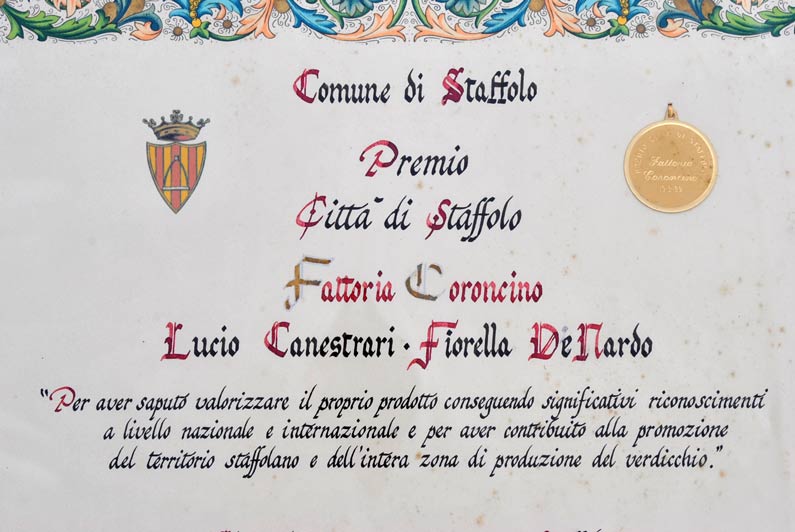 Comune di Staffolo
Premio
Città di Staffolo
Fattoria Coroncino
Lucio Canestrari · Fiorella De Nardo
“Per aver saputo valorizzare il proprio prodotto conseguendo significativi riconoscimenti
a livello nazionale e internazionale e per aver contribuito alla promozione
del territorio staffolano e dell'intera zona di produzione del verdicchio.”
Fattoria
Coroncino